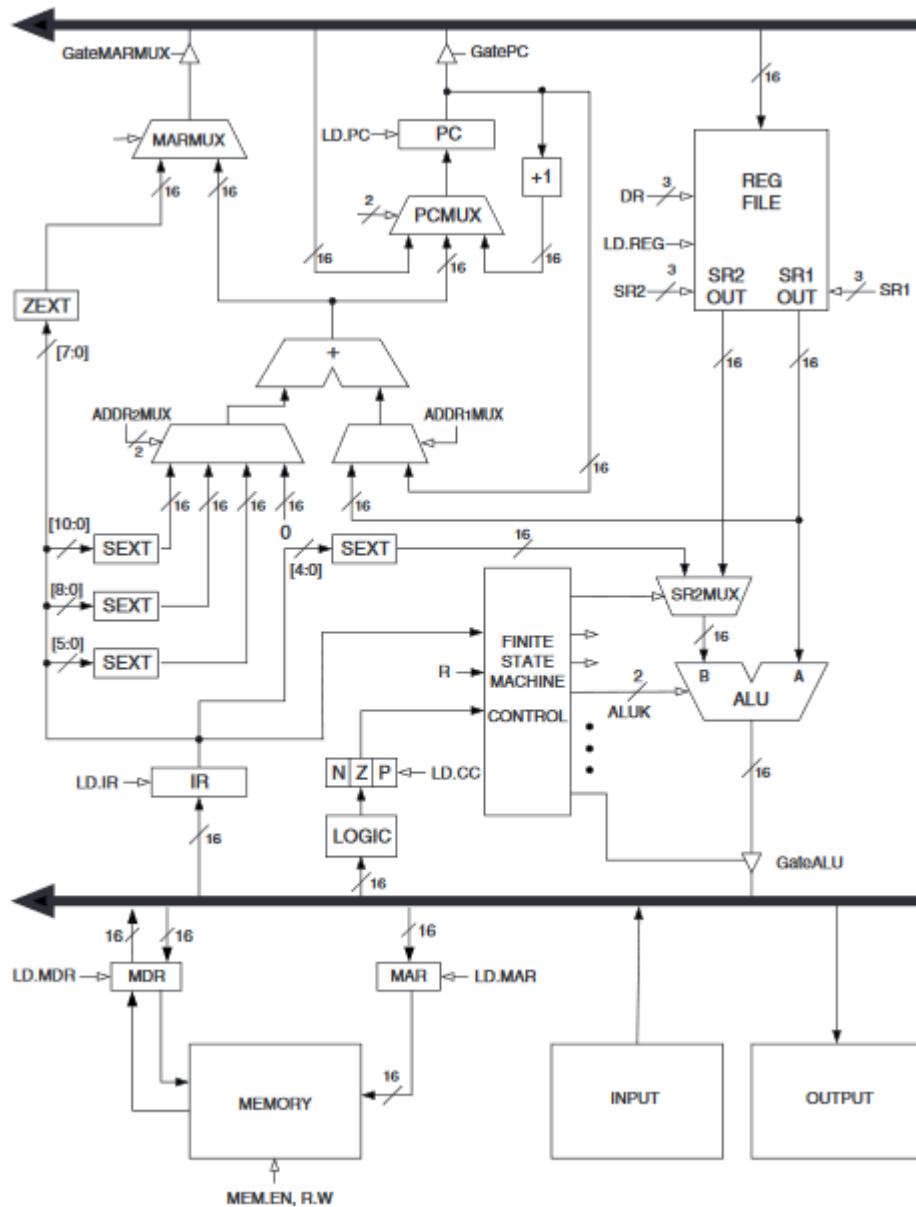 GateMARMUX
GatePC
16
MARMUX
LD.PC
PC
+1
REG
FILE
DR
3
LD.REG
SR2
3
SR2
OUT
SR1
OUT
3
SR1
16
16
2
PCMUX
16
16
16
ZEXT
[7:0]
+
16
16
ADDR2MUX
2
ADDR1MUX
16
16
16
16
16
16
0
[10:0]
SEXT
[4:0]
SEXT
16
[8:0]
SEXT
[5:0]
SEXT
SR2MUX
16
FINITE
STATE
MACHINE
CONTROL
R
2
ALUK
B
A
ALU
LD.IR
IR
N Z P
LD.CC
16
LOGIC
16
16
GateALU
16
16
16
LD.MDR
MDR
MAR
LD.MAR
16
MEMORY
INPUT
OUTPUT
MEM.EN, R.W